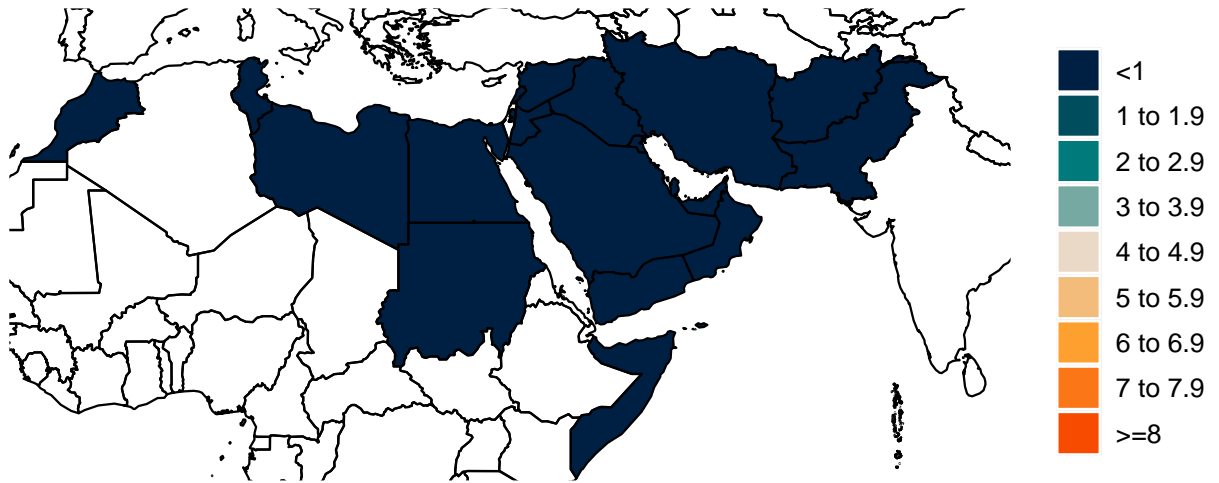 <1
1 to 1.9
2 to 2.9
3 to 3.9
4 to 4.9
5 to 5.9
6 to 6.9
7 to 7.9
>=8